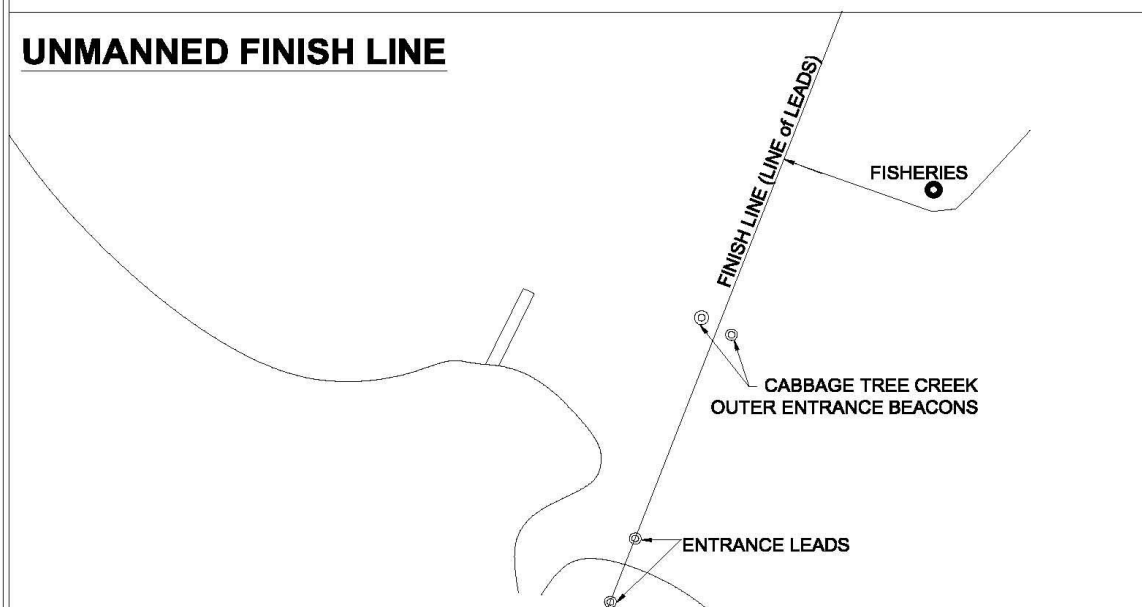 UNMANNED FINISH LINE
FINISH LINE (LINE of LEADS)
FISHERIES
CABBAGE TREE CREEK
OUTER ENTRANCE BEACONS
ENTRANCE LEADS